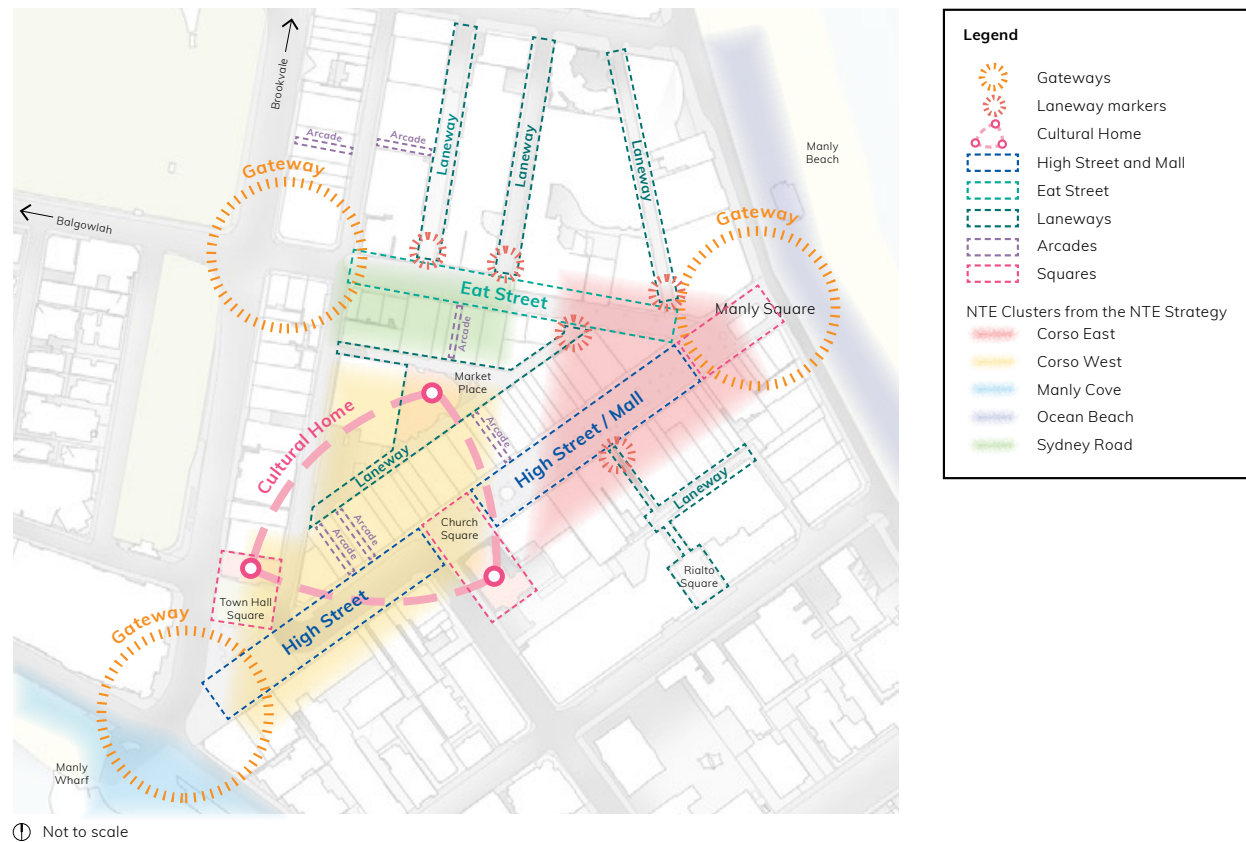 Brookvale
Arcade
Arcade
Laneway
Laneway
Laneway
Manly
Beach
Gateway
Balgowlah
Gateway
Eat Street
Manly Square
Arcade
Market
Place
High Street / Mall
Arcade
Cultural Home
Laneway
Laneway
Arcade
Arcade
Church
Square
Rialto
Square
Town Hall
Square
High Street
Gateway
Manly
Wharf
Not to scale
Legend
Gateways
Laneway markers
Cultural Home
High Street and Mall
Eat Street
Laneways
Arcades
Squares
NTE Clusters from the NTE Strategy
Corso East
Corso West
Manly Cove
Ocean Beach
Sydney Road